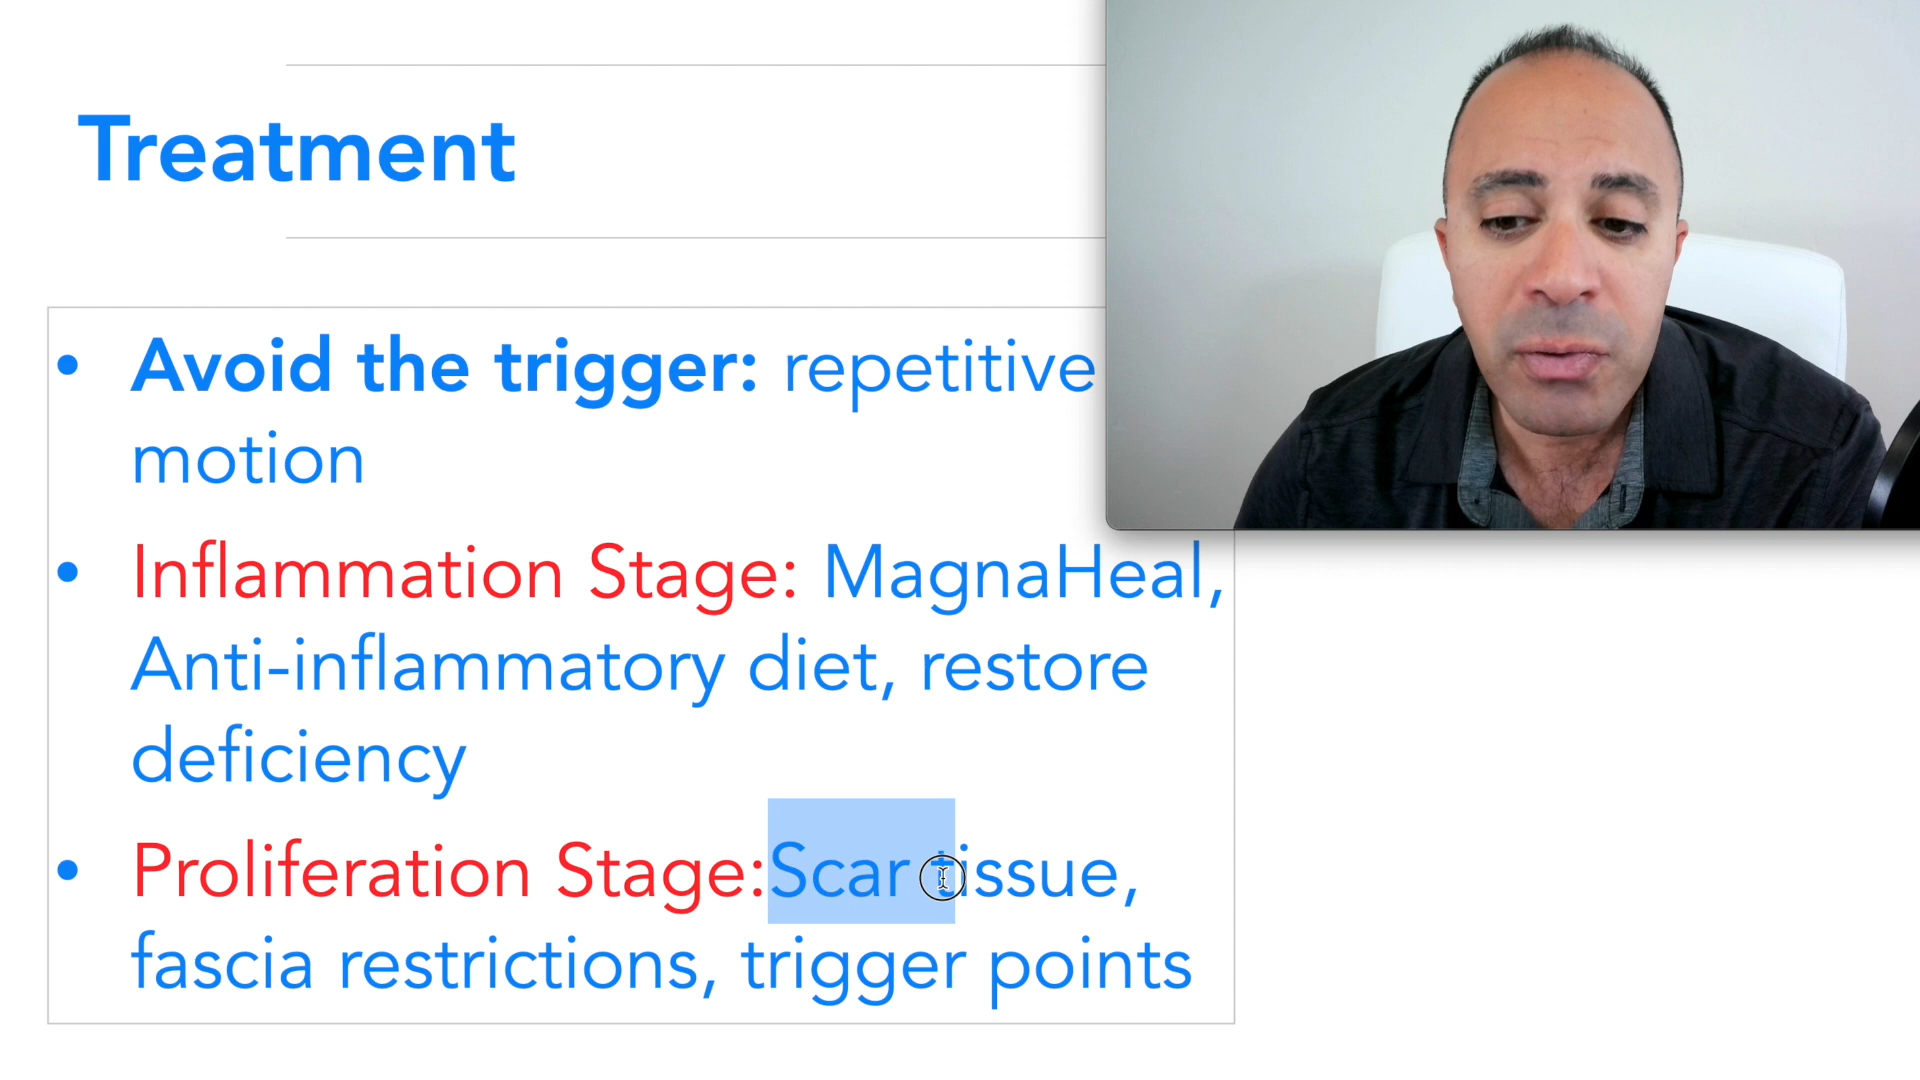 Treatment
• Avoid the trigger: repetitive
motion
• Inflammation Stage: MagnaHeal,
Anti-inflammatory diet, restore
deficiency
• Proliferation Stage:Scar tissue,
fascia restrictions, trigger points